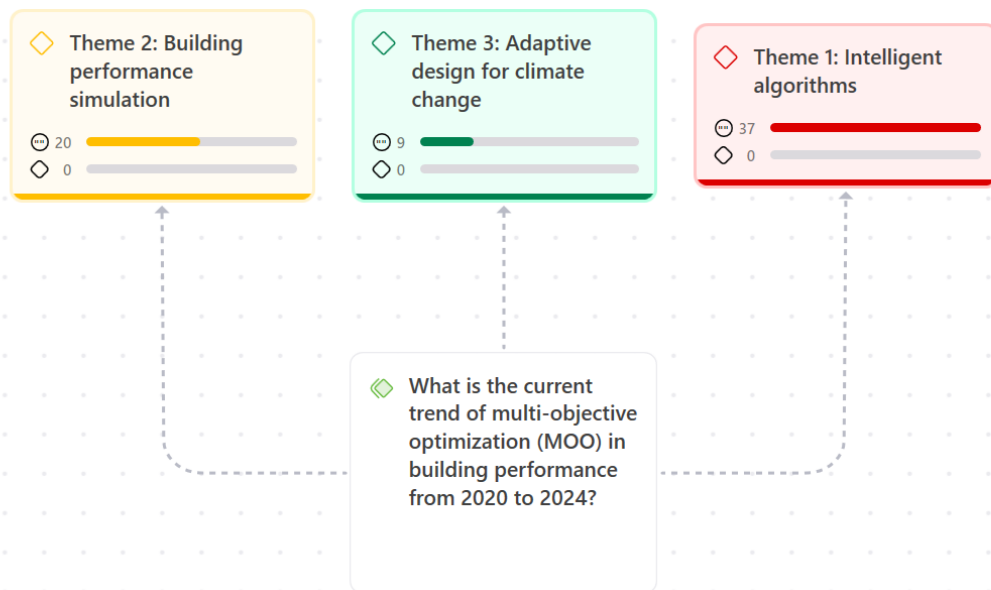 Theme 2: Building
performance
simulation
20
0
Theme 3: Adaptive
design for climate
change
9
0
Theme 1: Intelligent
algorithms
37
0
What is the current
trend of multi-objective
optimization (MOO) in
building performance
from 2020 to 2024?